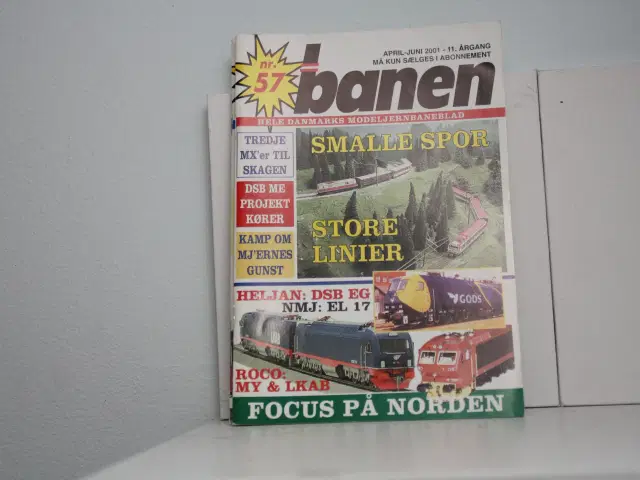 nr.
57
banen
APRIL-JUNI 2001 - 11. ÅRGANG
MÅ KUN SÆLGES I ABONNEMENT
HELE DANMARKS MODELJERNBANEBLAD
TREDJE
MX'er TIL
SKAGEN
DSB ME
PROJEKT
KØRER
KAMP OM
MJ'ERNES
GUNST
SMALLE SPOR
STORE
LINIER
HELJAN: DSB EG
NMJ: EL 17
GODS
ROCO:
MY & LKAB
FOCUS PÅ NORDEN